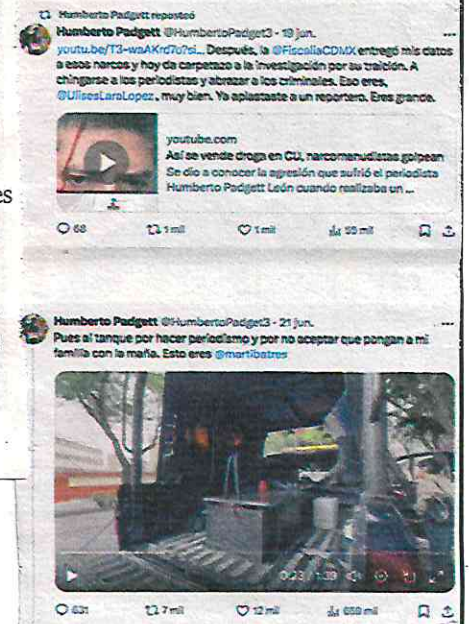 Humberto Padgett reposteó
Humberto Padgett @HumbertoPadget3 · 19 jun.
youtu.be/T3-waAKrd7o?si... Después, la @FiscaliaCDMX entregó mis datos
a esos narcos y hoy da carpetazo a la investigación por su traición. A
chingarse a los periodistas y abrazar a los criminales. Eso eres,
@UlisesLaraLopez, muy bien. Ya aplastaste a un reportero. Eres grande.
youtube.com
Así se vende droga en CU, narcomenudistas golpean
Se dio a conocer la agresión que sufrió el periodista
Humberto Padgett León cuando realizaba un ...
68 1 mil 1 mil 55 mil
es
Humberto Padgett @HumbertoPadget3 · 21 jun.
Pues al tanque por hacer periodismo y por no aceptar que pongan a mi
familia con la maña. Esto eres @martibatres
0:23 / 1:39
631 7 mil 12 mil 659 mil